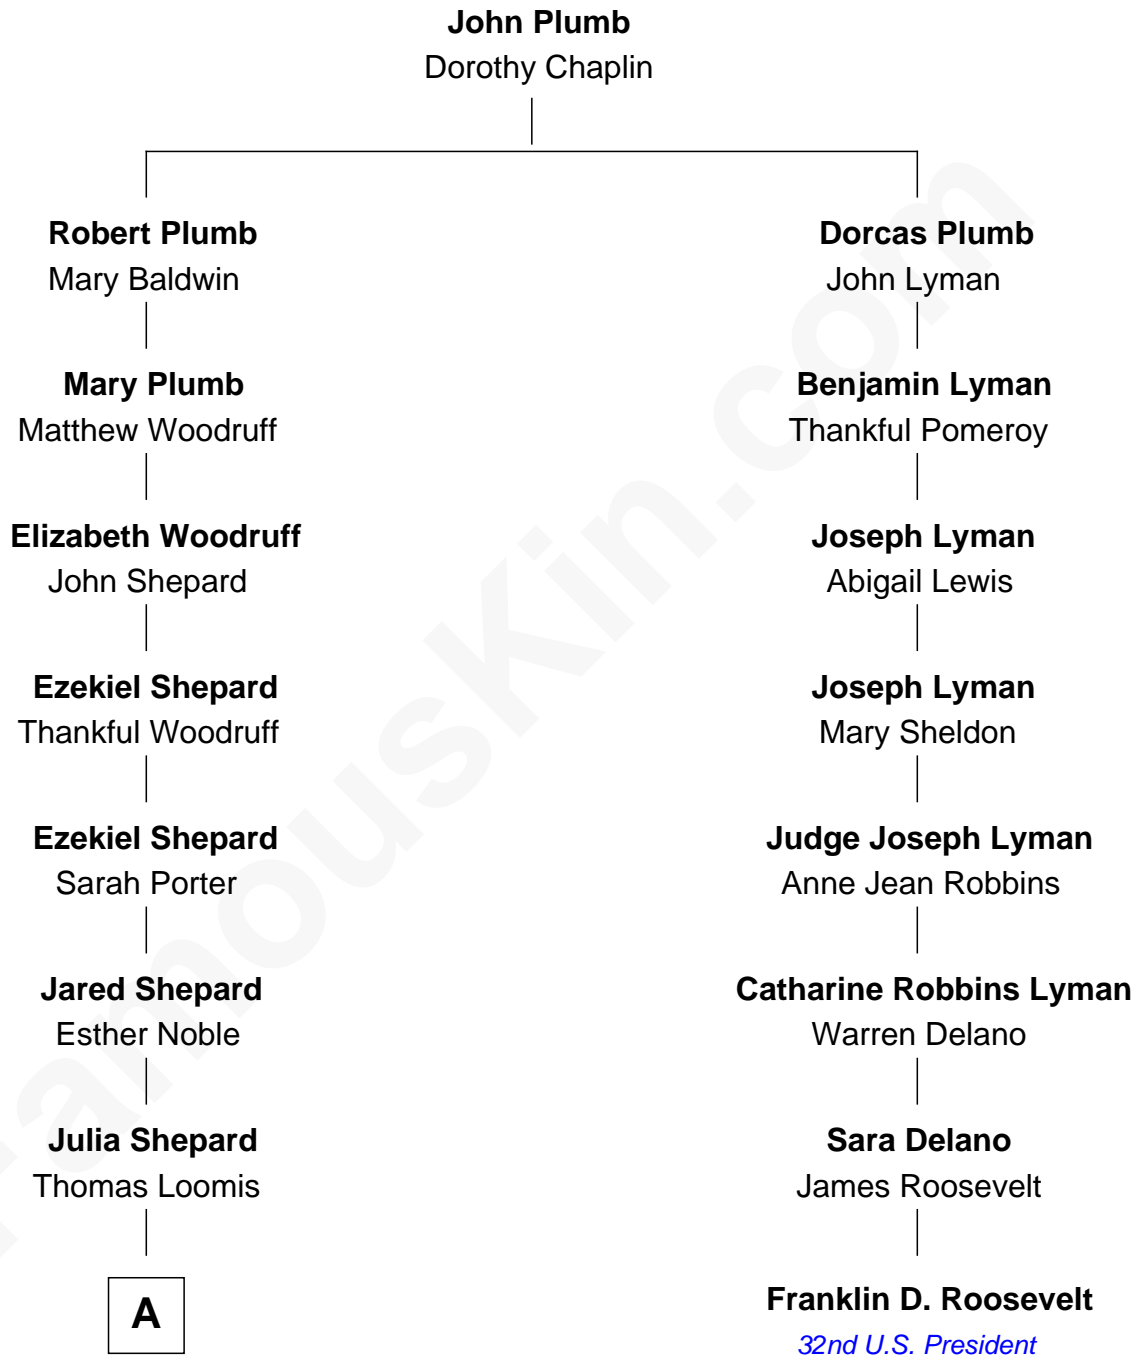 John Plumb
Dorothy Chaplin
Robert Plumb
Mary Baldwin
Dorcas Plumb
John Lyman
Mary Plumb
Matthew Woodruff
Benjamin Lyman
Thankful Pomeroy
Elizabeth Woodruff
John Shepard
Joseph Lyman
Abigail Lewis
Ezekiel Shepard
Thankful Woodruff
Joseph Lyman
Mary Sheldon
Ezekiel Shepard
Sarah Porter
Judge Joseph Lyman
Anne Jean Robbins
Jared Shepard
Esther Noble
Catharine Robbins Lyman
Warren Delano
Julia Shepard
Thomas Loomis
Sara Delano
James Roosevelt
A
Franklin D. Roosevelt
32nd U.S. President
FamousKin.com